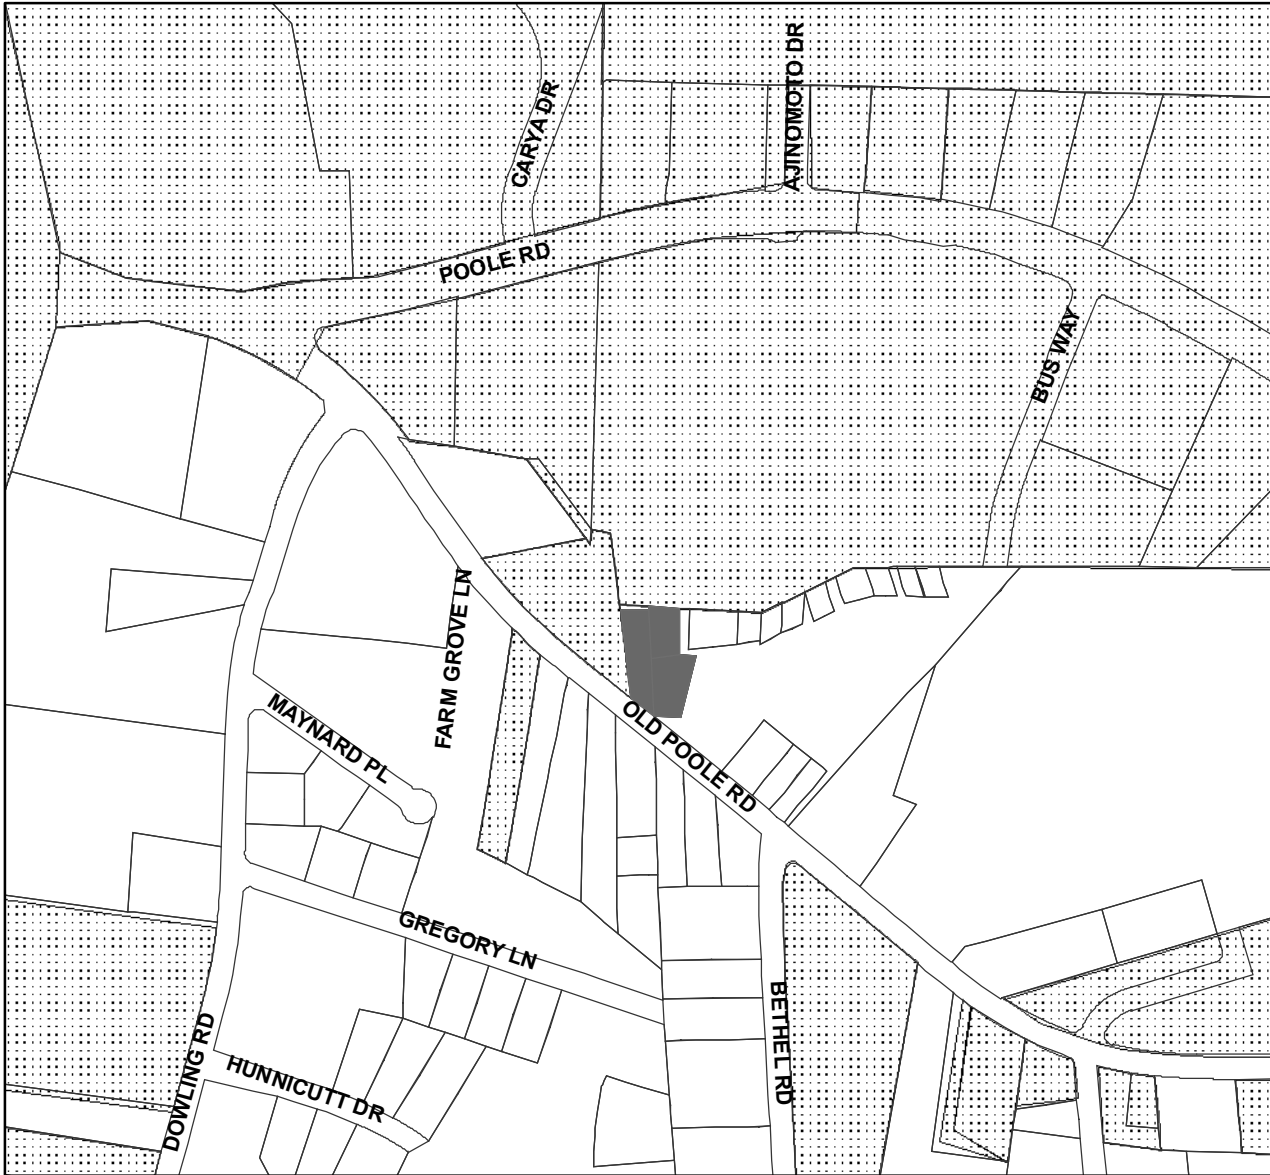 AJINOMOTO DR
CARYA DR
POOLE RD
BUS WAY
FARM GROVE LN
MAYNARD PL
OLD POOLE RD
GREGORY LN
BETHEL RD
DOWLING RD
HUNNICUTT DR